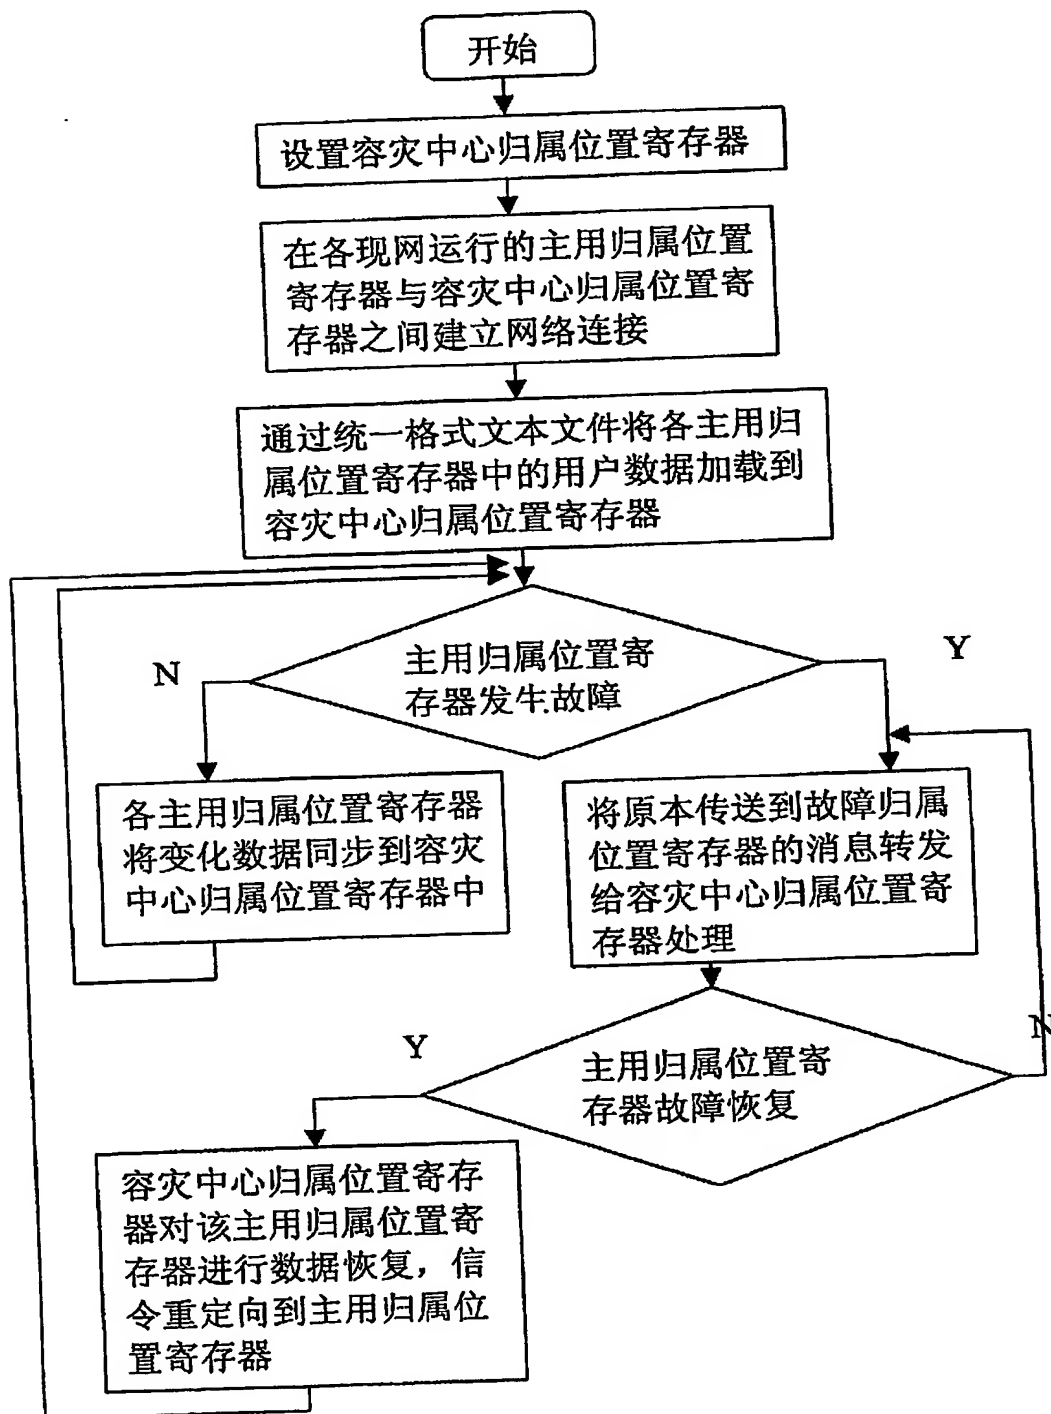 开始
设置容灾中心归属位置寄存器
在各现网运行的主用归属位置
寄存器与容灾中心归属位置寄
存器之间建立网络连接
通过统一格式文本文件将各主用归
属位置寄存器中的用户数据加载到
容灾中心归属位置寄存器
主用归属位置寄
存器发生故障
N
Y
各主用归属位置寄存器
将变化数据同步到容灾
中心归属位置寄存器中
将原本传送到故障归属
位置寄存器的消息转发
给容灾中心归属位置寄
存器处理
Y
N
主用归属位置寄
存器故障恢复
容灾中心归属位置寄存
器对该主用归属位置寄
存器进行数据恢复，信
令重定向到主用归属位
置寄存器